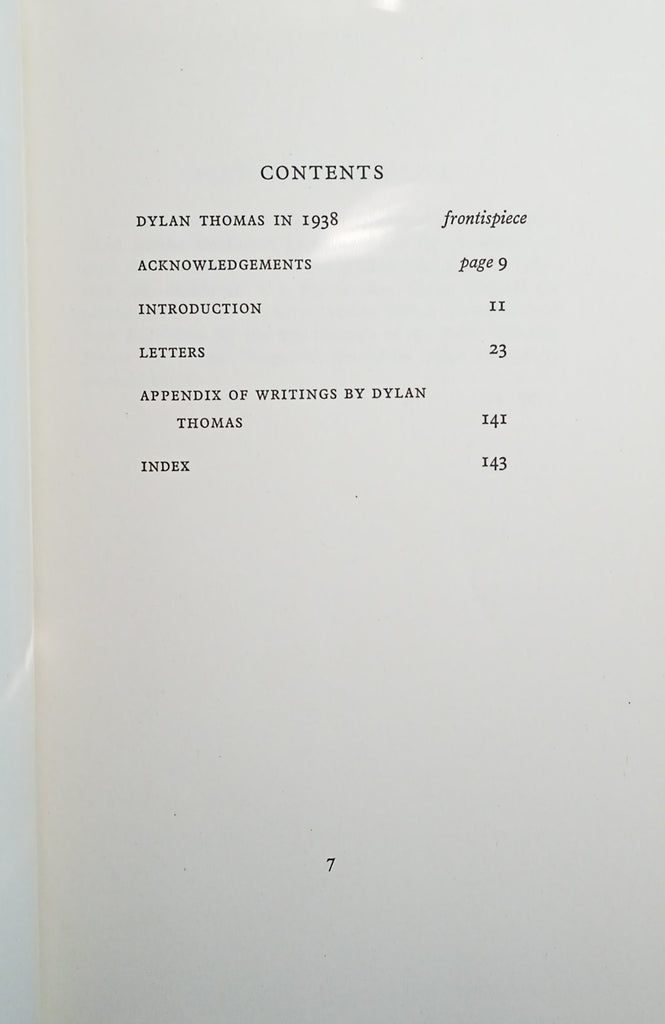 CONTENTS
DYLAN THOMAS IN 1938 frontispiece
ACKNOWLEDGEMENTS page 9
INTRODUCTION 11
LETTERS 23
APPENDIX OF WRITINGS BY DYLAN
THOMAS 141
INDEX 143
7